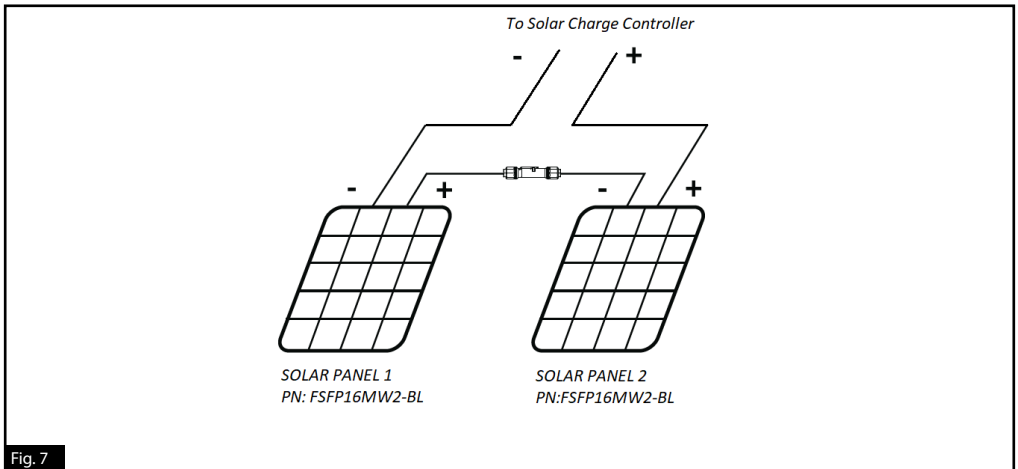 To Solar Charge Controller
- +
- + - +
SOLAR PANEL 1
PN: FSFP16MW2-BL
SOLAR PANEL 2
PN:FSFP16MW2-BL
Fig. 7